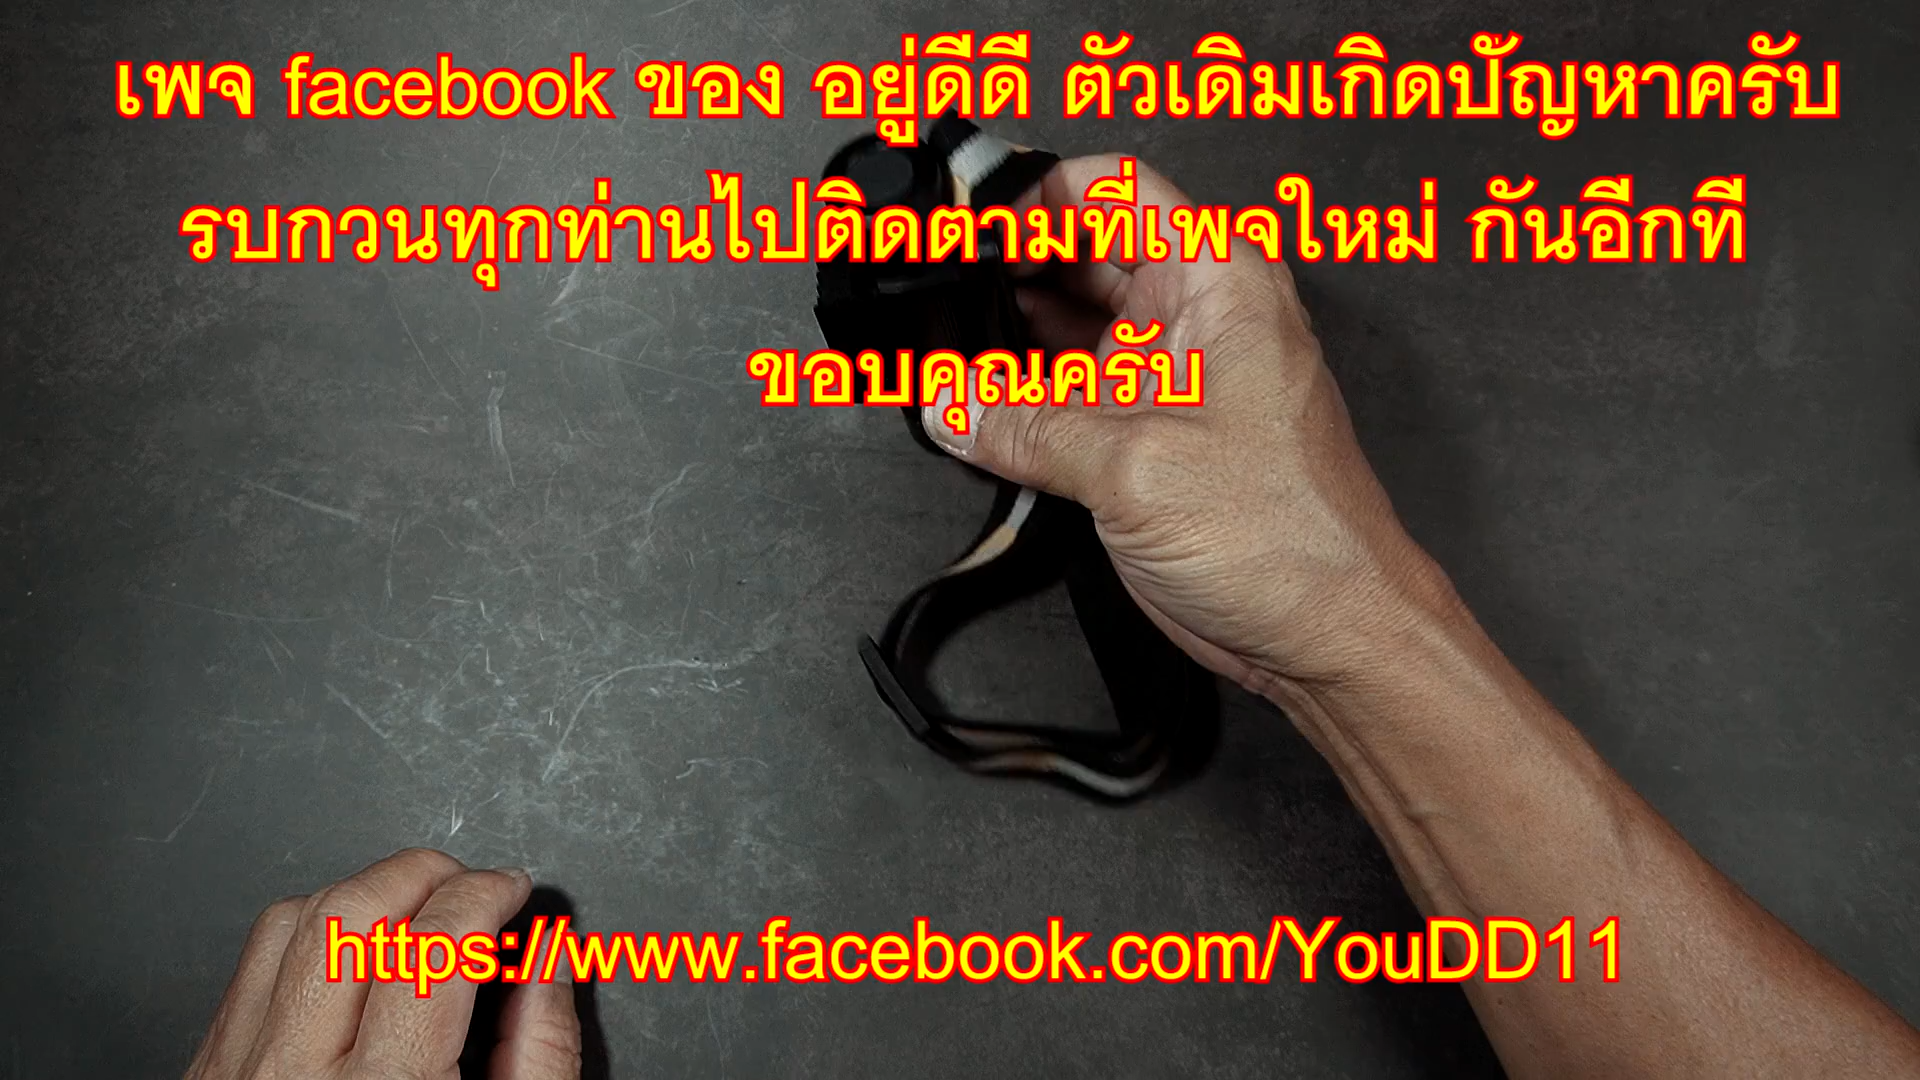 เพจ facebook ของ อยู่ดีดี ตัวเดิมเกิดปัญหาครับ
รบกวนทุกท่านไปติดตามที่เพจใหม่ กันอีกที
ขอบคุณครับ
https://www.facebook.com/YouDD11